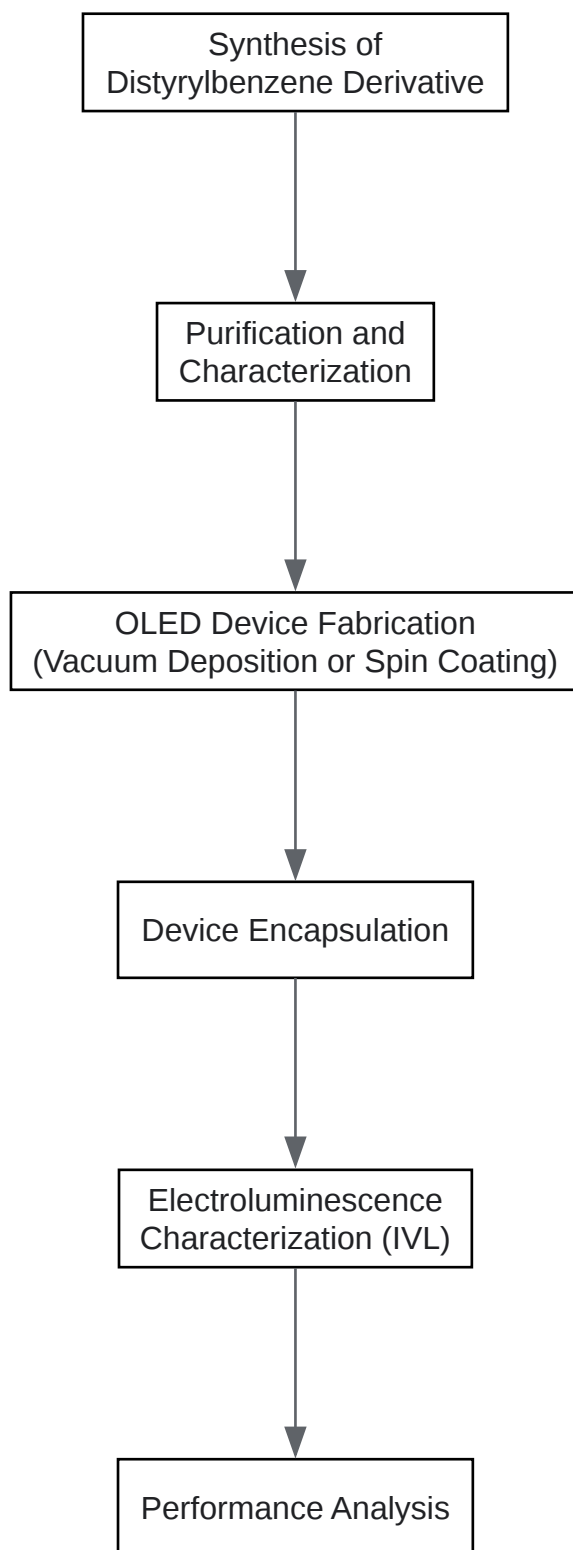 Synthesis of
Distyrylbenzene Derivative
Purification and
Characterization
OLED Device Fabrication
(Vacuum Deposition or Spin Coating)
Device Encapsulation
Electroluminescence
Characterization (IVL)
Performance Analysis